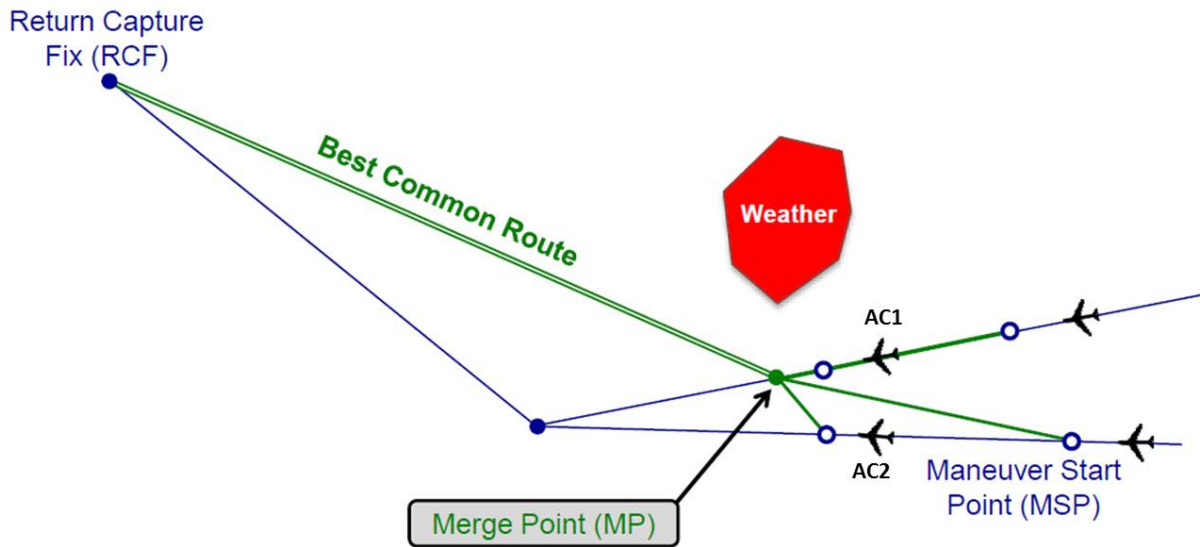 Return Capture
Fix (RCF)
Best Common Route
Weather
AC1
AC2
Maneuver Start
Point (MSP)
Merge Point (MP)